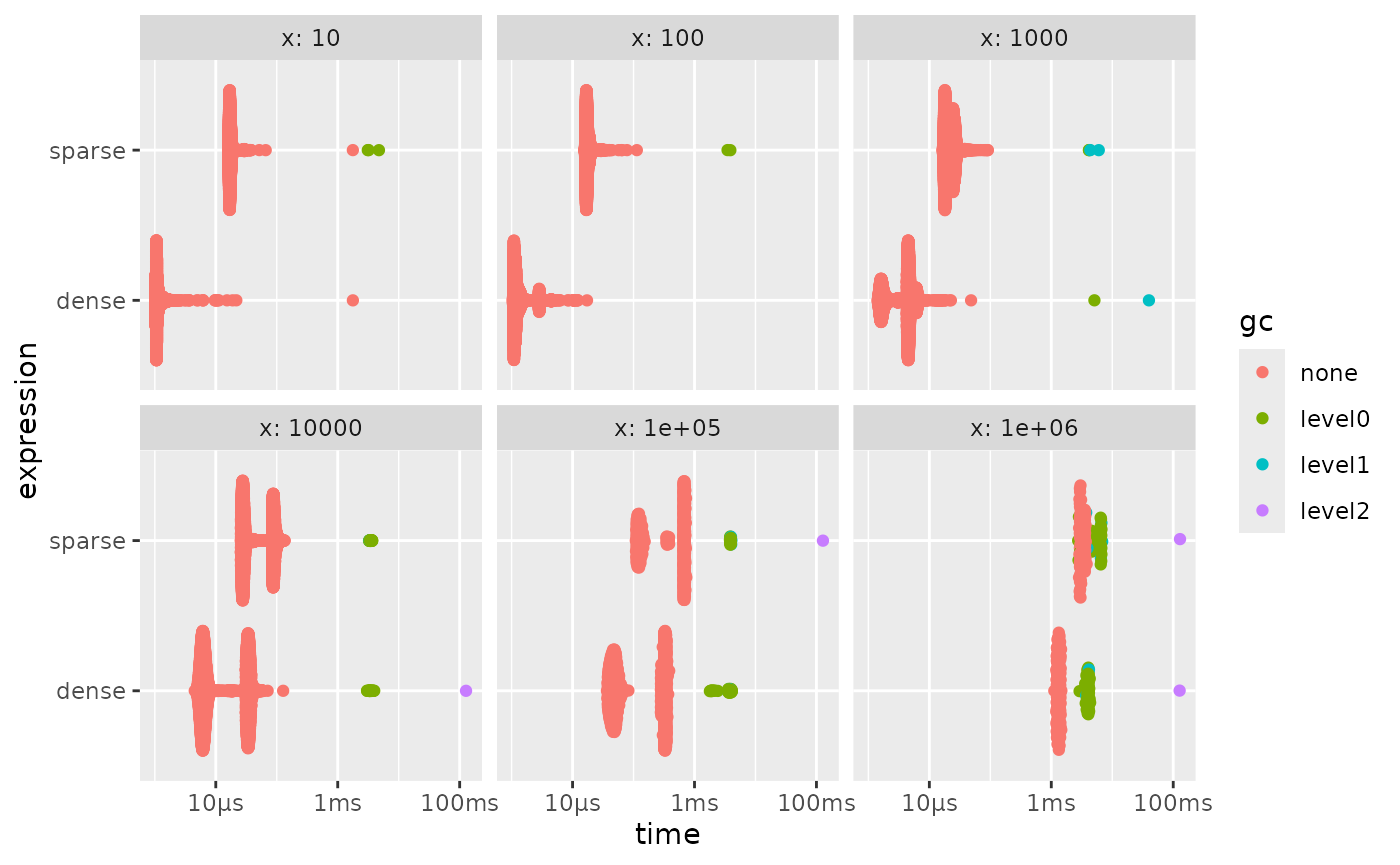 x: 10
x: 100
x: 1000
sparse
dense
x: 10000
x: 1e+05
x: 1e+06
sparse
dense
10µs
1ms
100ms
10µs
1ms
100ms
10µs
1ms
100ms
time
expression
gc
none
level0
level1
level2